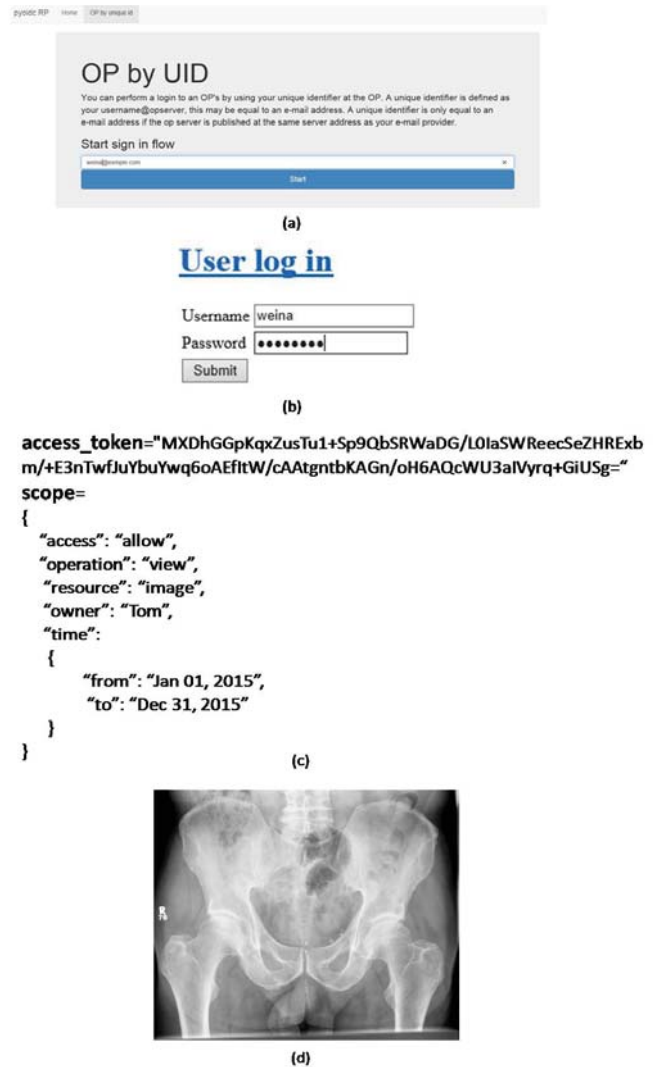 pyoidc RP Home OP by unique id
OP by UID
You can perform a login to an OP's by using your unique identifier at the OP. A unique identifier is defined as
your username@opserver, this may be equal to an e-mail address. A unique identifier is only equal to an
e-mail address if the op server is published at the same server address as your e-mail provider.
Start sign in flow
Start
(a)
User log in
Username weina
Password ••••••••
Submit
(b)
access_token="MXDhGGpKqxZusTu1+Sp9QbSRWaDG/L0IaSWReecSeZHRExb
m/+E3nTwfJuYbuYwq6oAEfItW/cAAtgntbKAGn/oH6AQcWU3aIVyrq+GiUSg=“
scope=
{
“access”: “allow”,
“operation”: “view”,
“resource”: “image”,
“owner”: “Tom”,
“time”:
{
“from”: “Jan 01, 2015”,
“to”: “Dec 31, 2015”
}
}
(c)
R
(d)